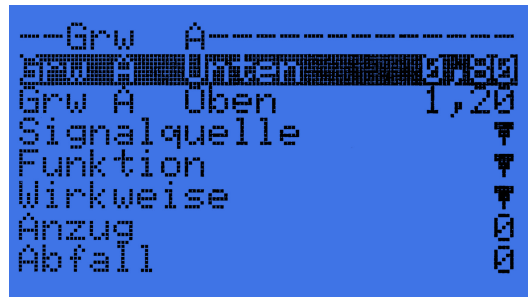 --Grw A----------------
Grw A Unten 0,80
Grw A Oben 1,20
Signalquelle ▼
Funktion ▼
Wirkweise ▼
Anzug 0
Abfall 0